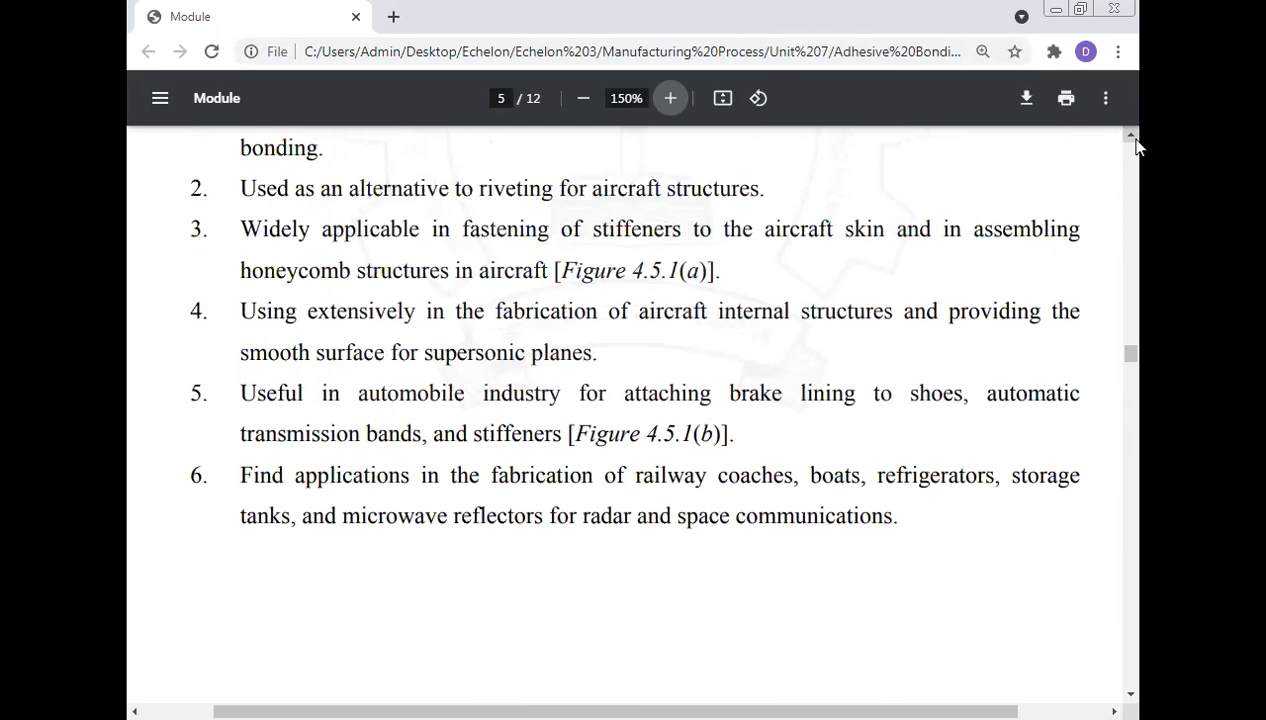 Module
File C:/Users/Admin/Desktop/Echelon/Echelon%203/Manufacturing%20Process/Unit%207/Adhesive%20Bondi...
D
Module
5 / 12
150%
bonding.
2. Used as an alternative to riveting for aircraft structures.
3. Widely applicable in fastening of stiffeners to the aircraft skin and in assembling
honeycomb structures in aircraft [Figure 4.5.1(a)].
4. Using extensively in the fabrication of aircraft internal structures and providing the
smooth surface for supersonic planes.
5. Useful in automobile industry for attaching brake lining to shoes, automatic
transmission bands, and stiffeners [Figure 4.5.1(b)].
6. Find applications in the fabrication of railway coaches, boats, refrigerators, storage
tanks, and microwave reflectors for radar and space communications.